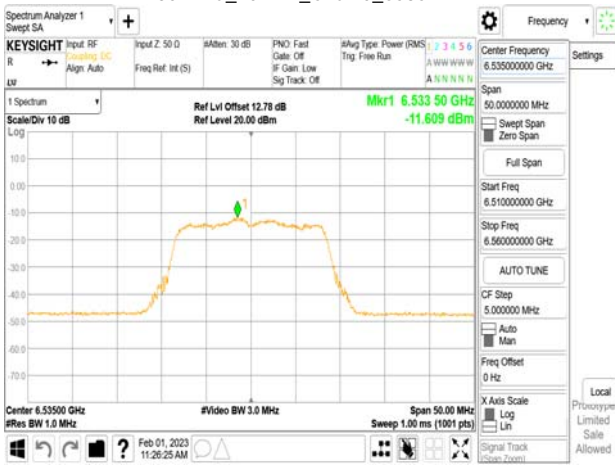 Spectrum Analyzer 1
Swept SA
+
Frequency
KEYSIGHT
Input: RF
R
Coupling: DC
Align: Auto
LXI
Input Z: 50 Ω
Freq Ref: Int (S)
#Atten: 30 dB
PNO: Fast
Gate: Off
IF Gain: Low
Sig Track: Off
#Avg Type: Power (RMS
Trig: Free Run
1 2 3 4 5 6
A W W W W W
A N N N N N
1 Spectrum
Scale/Div 10 dB
Log
Ref Lvl Offset 12.78 dB
Ref Level 20.00 dBm
Mkr1 6.533 50 GHz
-11.609 dBm
10.0
0.00
-10.0
-20.0
-30.0
-40.0
-50.0
-60.0
-70.0
1
Center 6.53500 GHz
#Res BW 1.0 MHz
#Video BW 3.0 MHz
Span 50.00 MHz
Sweep 1.00 ms (1001 pts)
?
Feb 01, 2023
11:26:25 AM
Center Frequency
6.535000000 GHz
Span
50.0000000 MHz
Swept Span
Zero Span
Full Span
Start Freq
6.510000000 GHz
Stop Freq
6.560000000 GHz
AUTO TUNE
CF Step
5.000000 MHz
Auto
Man
Freq Offset
0 Hz
X Axis Scale
Log
Lin
Signal Track
(Span Zoom)
Settings
Local
Prototype
Limited
Sale
Allowed